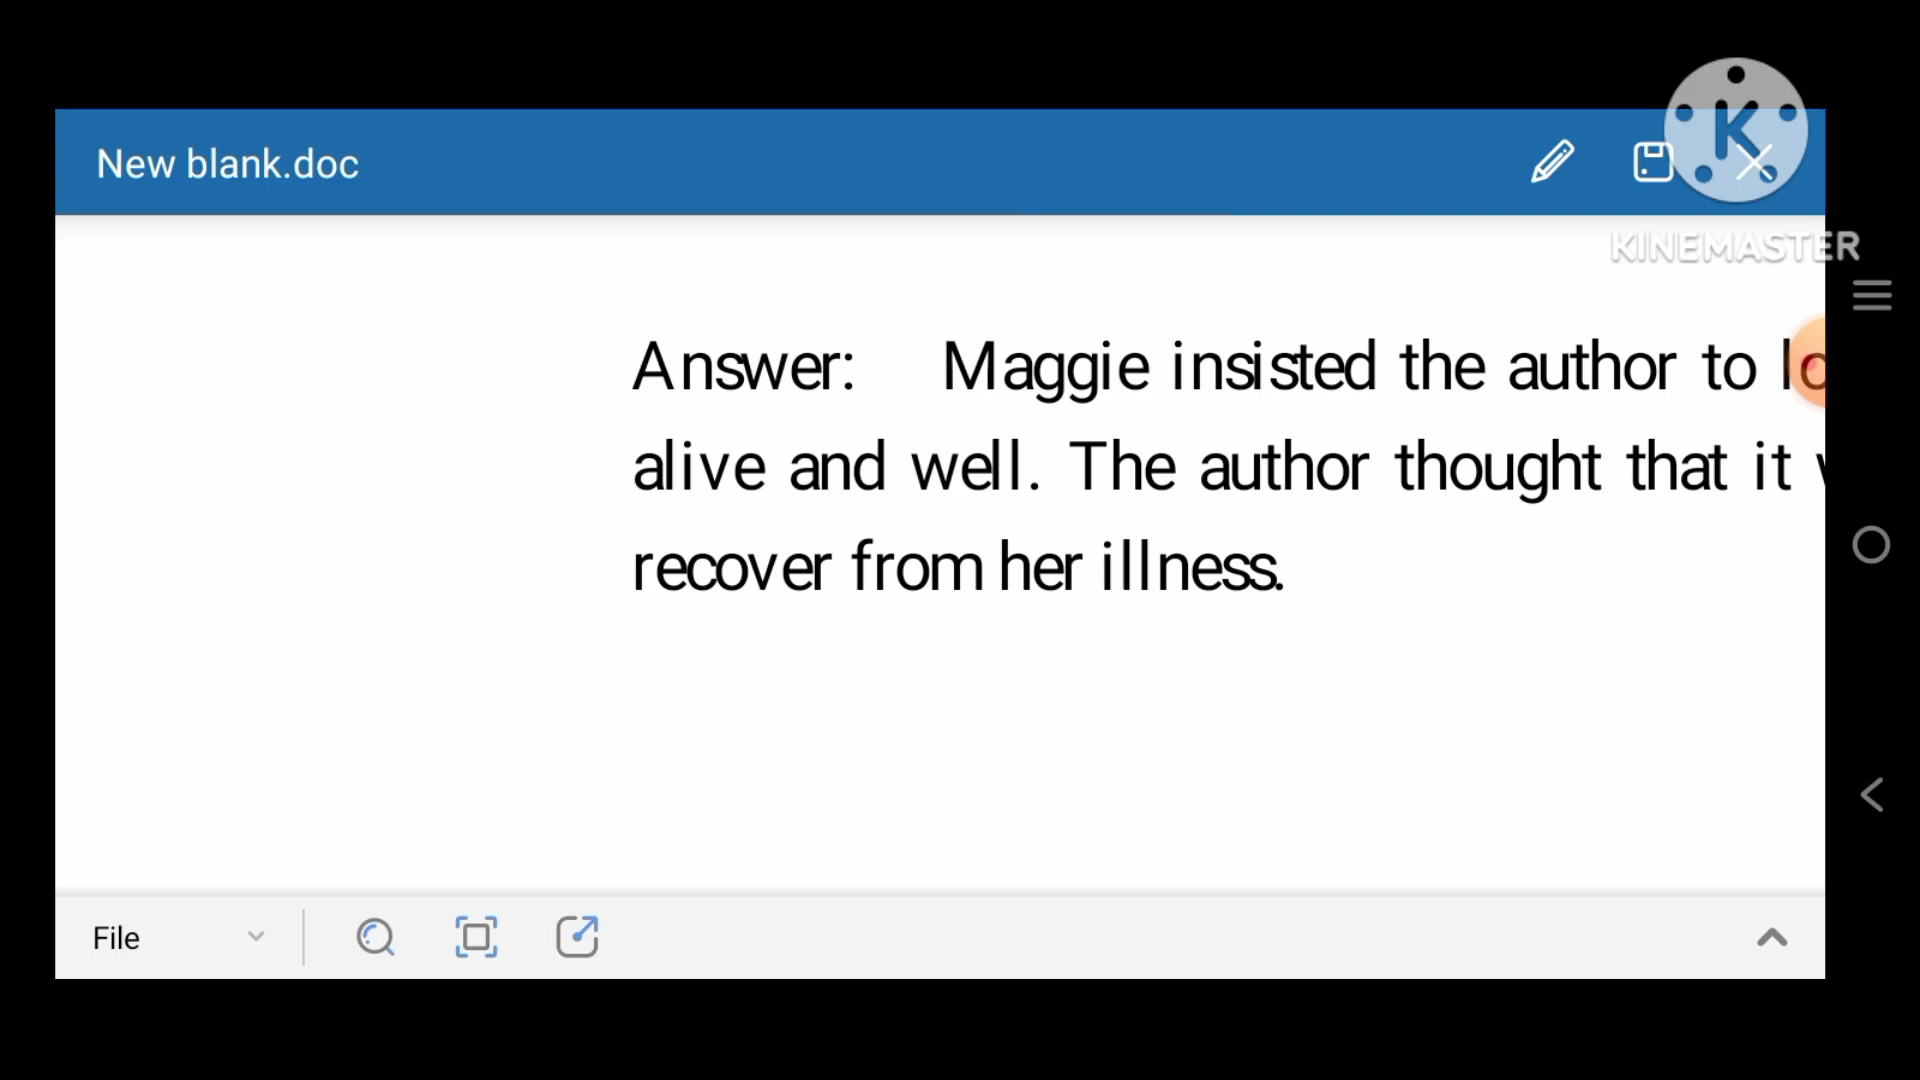 New blank.doc
KINEMASTER
Answer: Maggie insisted the author to
alive and well. The author thought that it
recover from her illness.
File